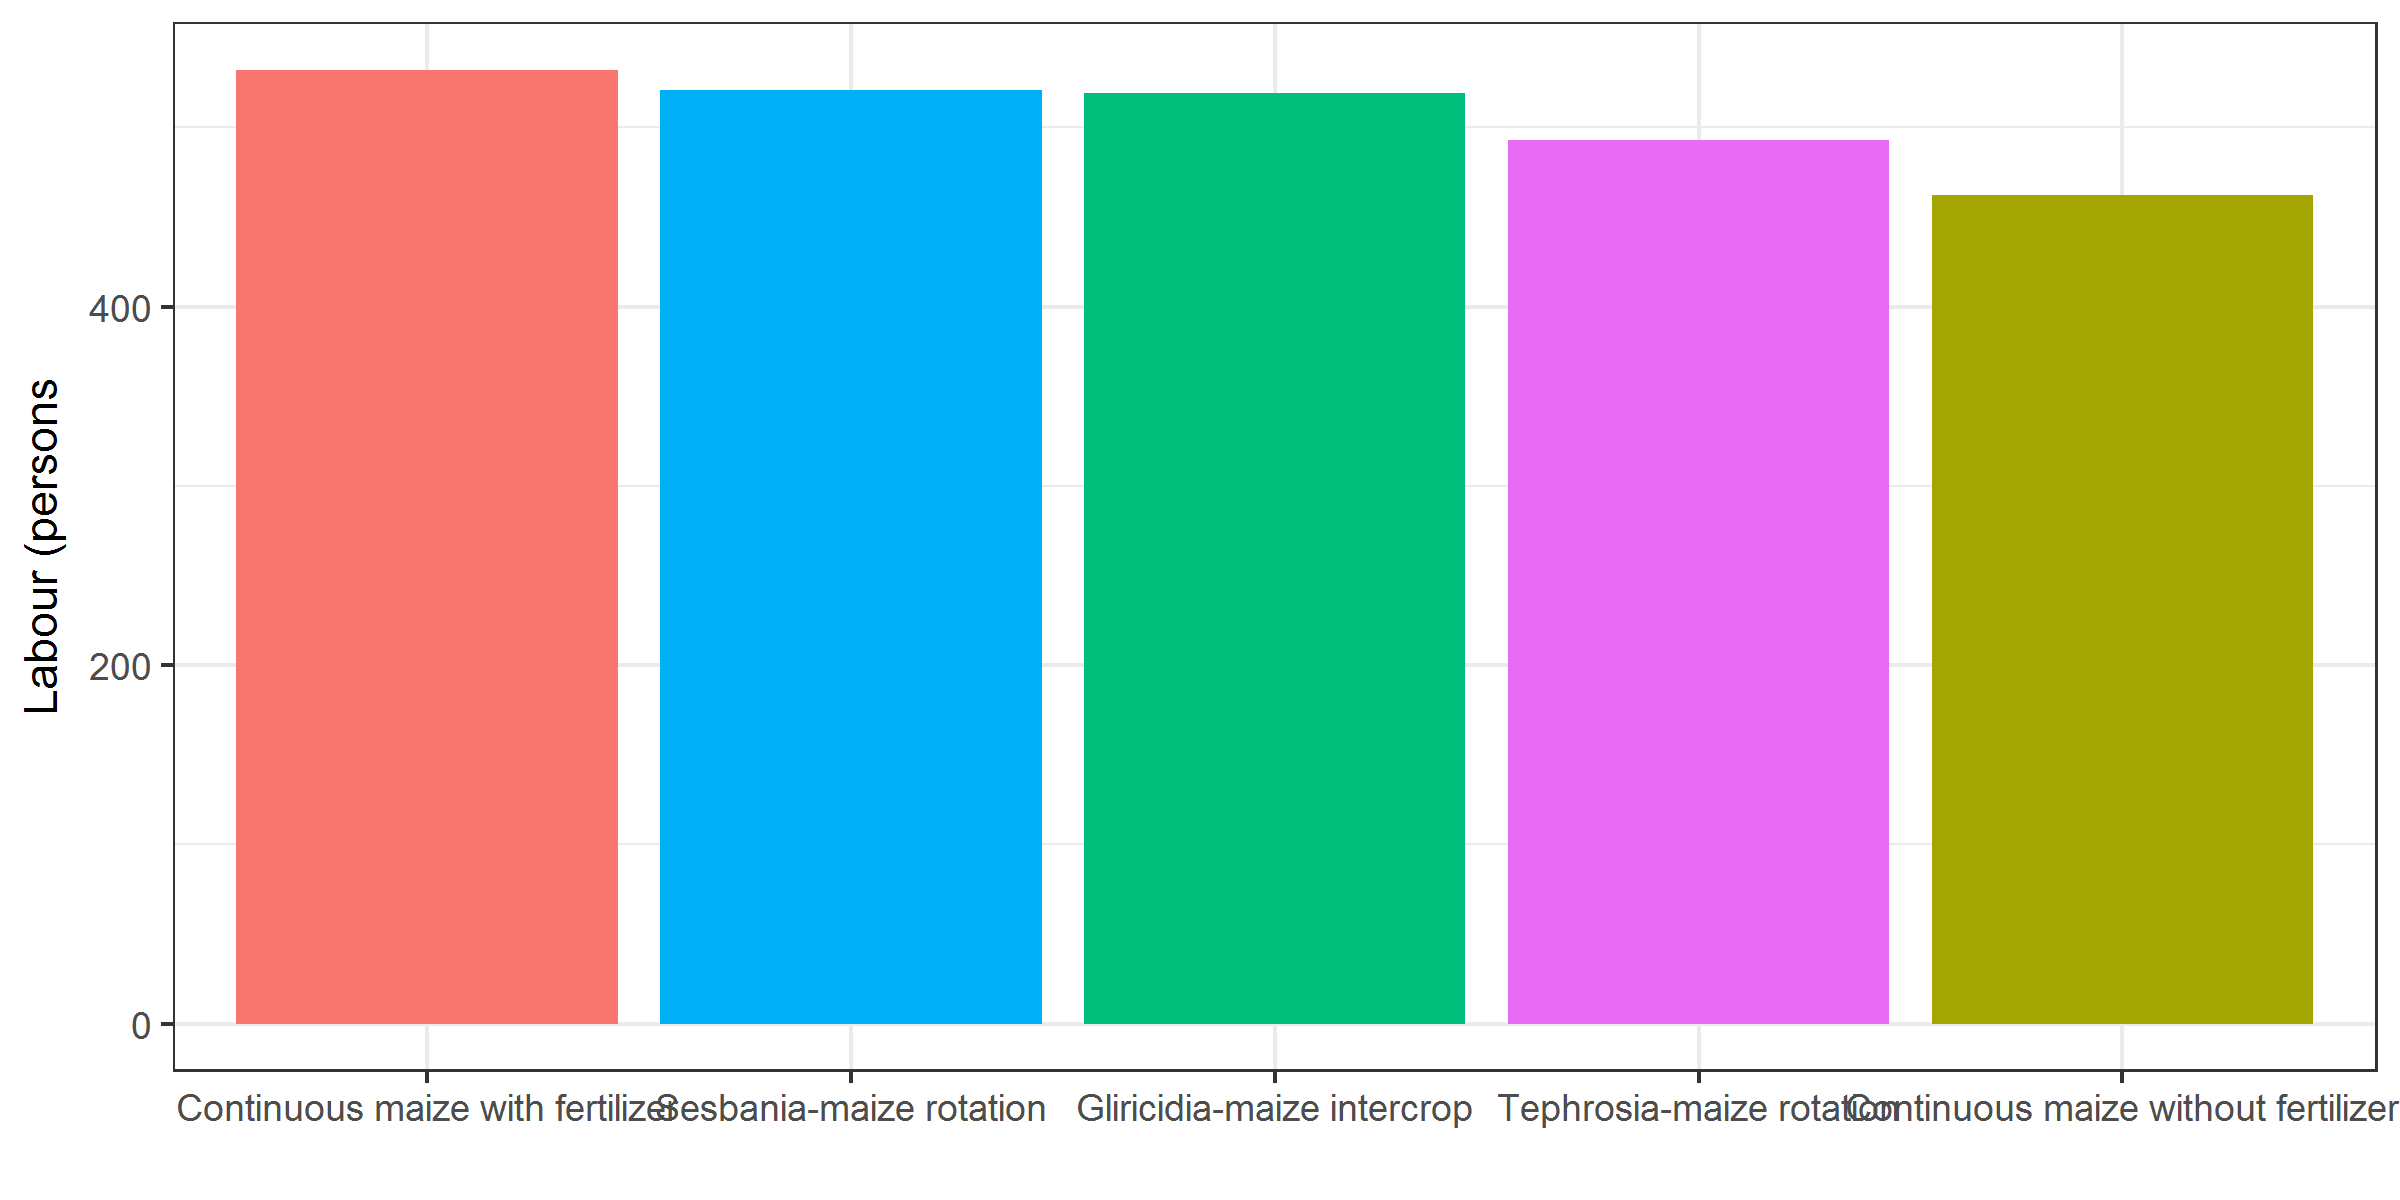 Labour (persons
400
200
0
Continuous maize with fertilizer
Sesbania-maize rotation
Gliricidia-maize intercrop
Tephrosia-maize rotation
Continuous maize without fertilizer